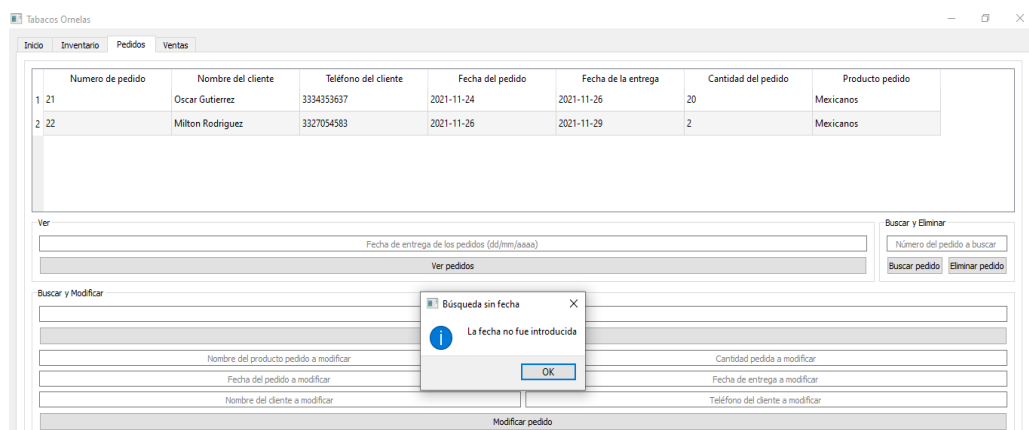 Tabacos Ornelas
Inicio Inventario Pedidos Ventas
Numero de pedido Nombre del cliente Teléfono del cliente Fecha del pedido Fecha de la entrega Cantidad del pedido Producto pedido
1 21 Oscar Gutierrez 3334353637 2021-11-24 2021-11-26 20 Mexicanos
2 22 Milton Rodriguez 3327054583 2021-11-26 2021-11-29 2 Mexicanos
Ver
Fecha de entrega de los pedidos (dd/mm/aaaa)
Ver pedidos
Buscar y Eliminar
Número del pedido a buscar
Buscar pedido Eliminar pedido
Buscar y Modificar
Búsqueda sin fecha
La fecha no fue introducida
OK
Nombre del producto pedido a modificar Cantidad pedida a modificar
Fecha del pedido a modificar Fecha de entrega a modificar
Nombre del cliente a modificar Teléfono del cliente a modificar
Modificar pedido